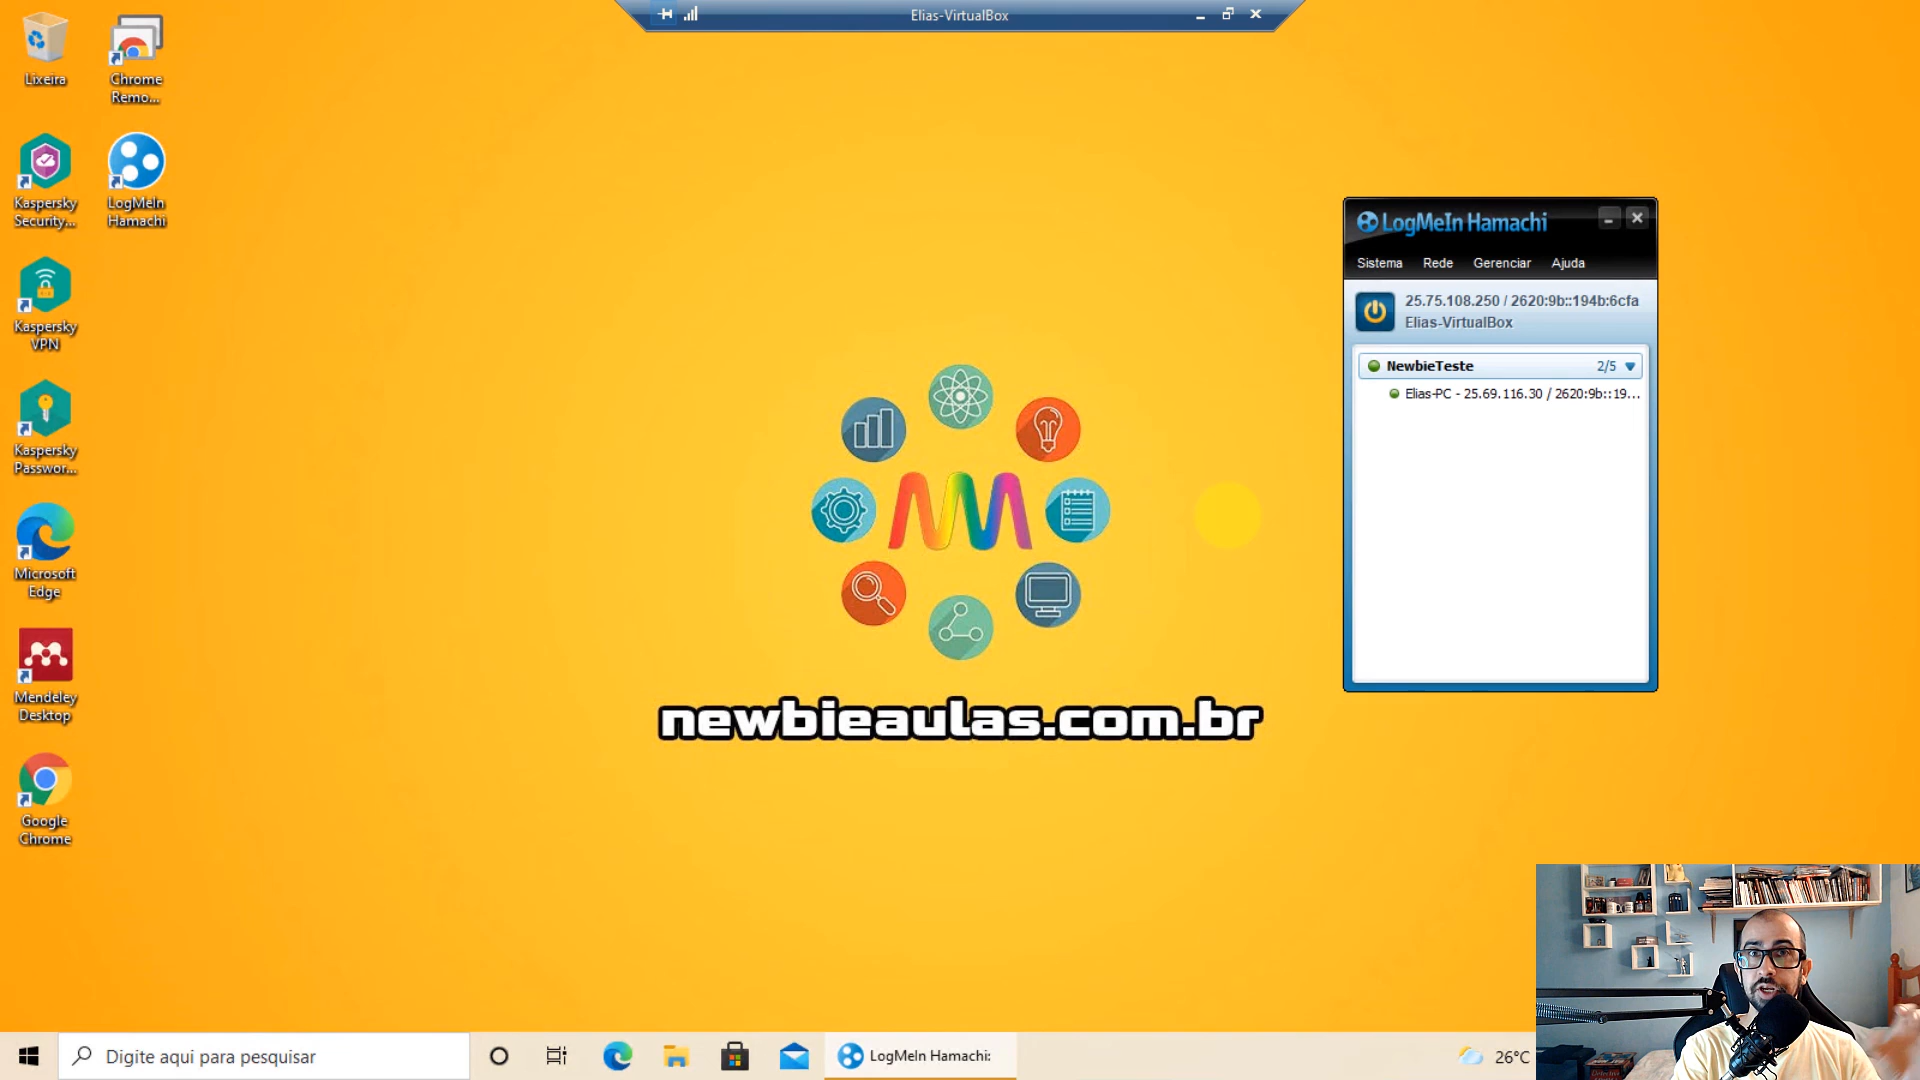 Elias-VirtualBox
Lixeira
Chrome
Remo...
Kaspersky
Security...
LogMeIn
Hamachi
Kaspersky
VPN
Kaspersky
Passwor...
Microsoft
Edge
Mendeley
Desktop
Google
Chrome
newbieaulas.com.br
LogMeIn Hamachi
Sistema Rede Gerenciar Ajuda
25.75.108.250 / 2620:9b::194b:6cfa
Elias-VirtualBox
NewbieTeste 2/5
Elias-PC - 25.69.116.30 / 2620:9b::19...
Digite aqui para pesquisar
LogMeIn Hamachi:
26°C